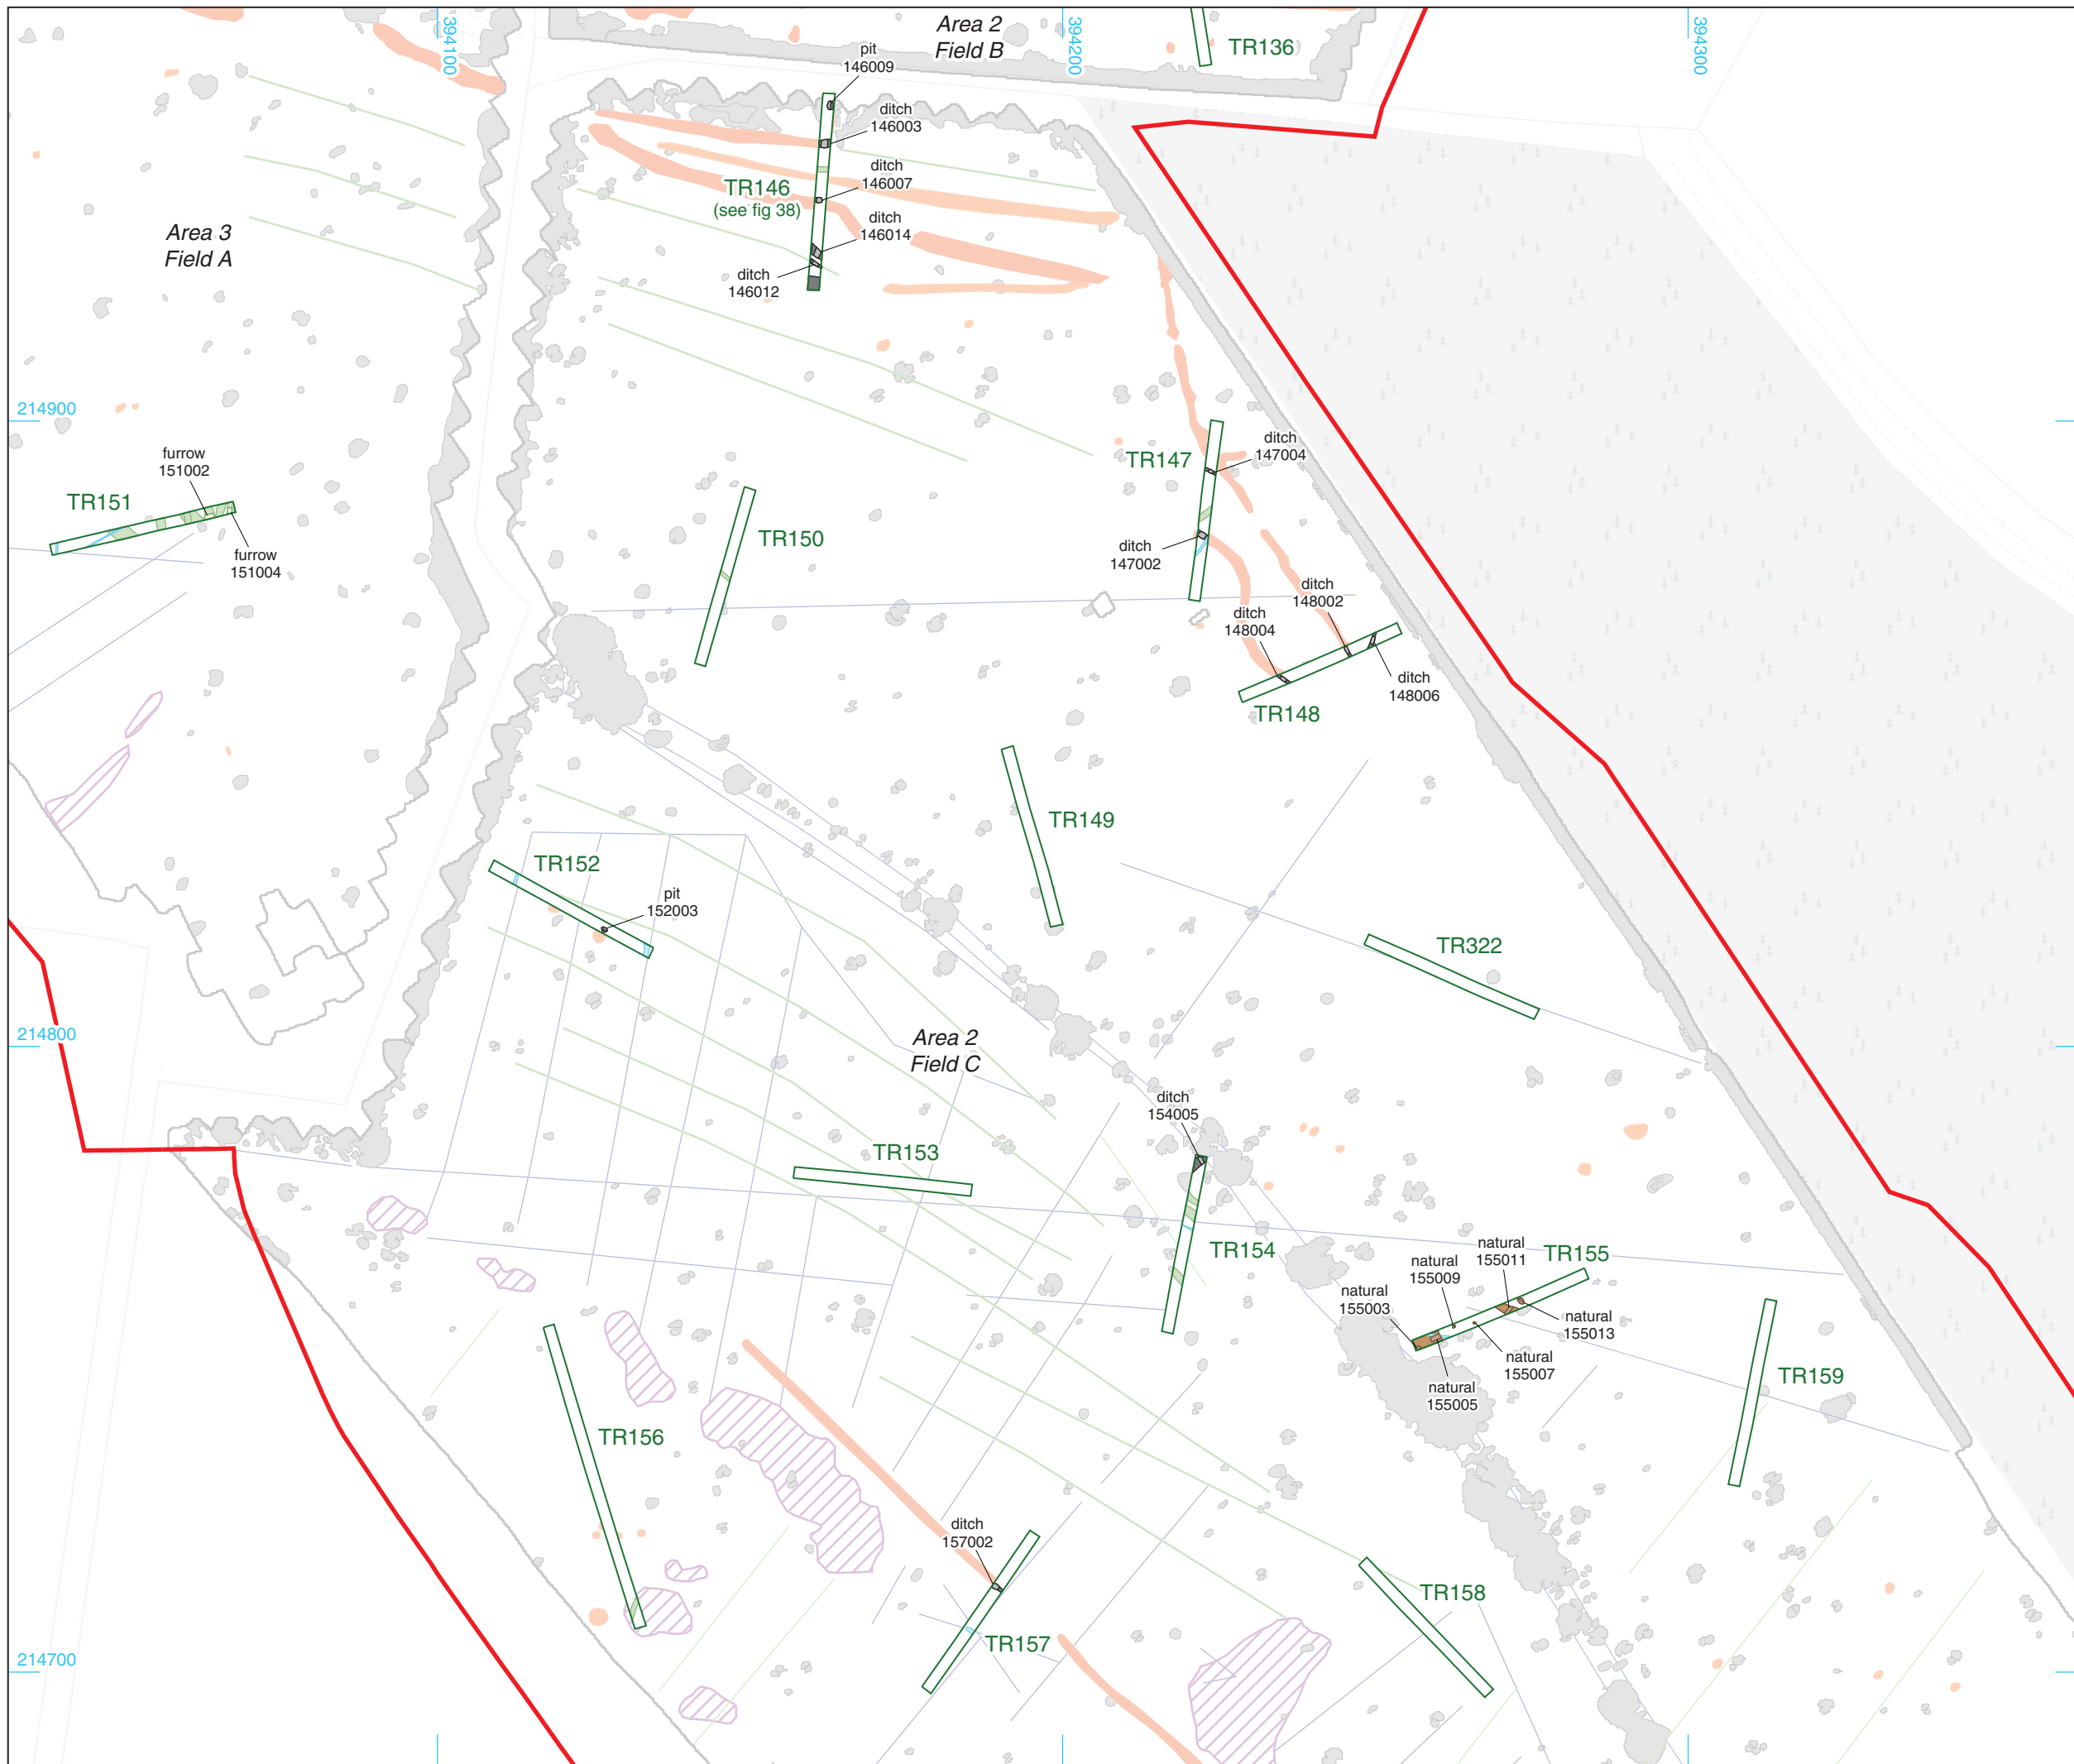 Area 2
Field B
394100
394200
394300
TR136
pit
146009
ditch
146003
ditch
146007
TR146
(see fig 38)
ditch
146014
ditch
146012
Area 3
Field A
214900
furrow
151002
TR151
furrow
151004
TR150
TR147
ditch
147004
ditch
147002
ditch
148002
ditch
148004
ditch
148006
TR148
TR149
TR152
pit
152003
TR322
214800
Area 2
Field C
ditch
154005
TR153
TR154
natural
155011
TR155
natural
155009
natural
155003
natural
155013
natural
155007
natural
155005
TR159
TR156
ditch
157002
TR158
TR157
214700